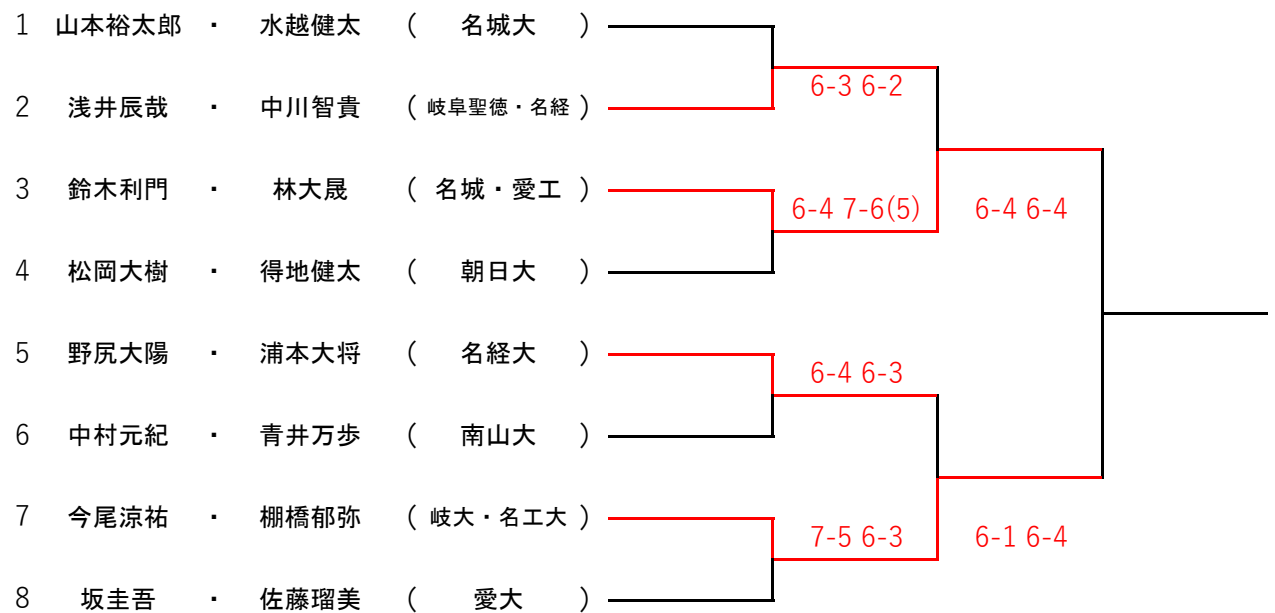 1 山本裕太郎 ・ 水越健太 ( 名城大 )
6-3 6-2
2 浅井辰哉 ・ 中川智貴 ( 岐阜聖徳・名経 )
3 鈴木利門 ・ 林大晟 ( 名城・愛工 )
6-4 7-6(5) 6-4 6-4
4 松岡大樹 ・ 得地健太 ( 朝日大 )
5 野尻大陽 ・ 浦本大将 ( 名経大 )
6-4 6-3
6 中村元紀 ・ 青井万歩 ( 南山大 )
7 今尾涼祐 ・ 棚橋郁弥 ( 岐大・名工大 )
7-5 6-3 6-1 6-4
8 坂圭吾 ・ 佐藤瑠美 ( 愛大 )